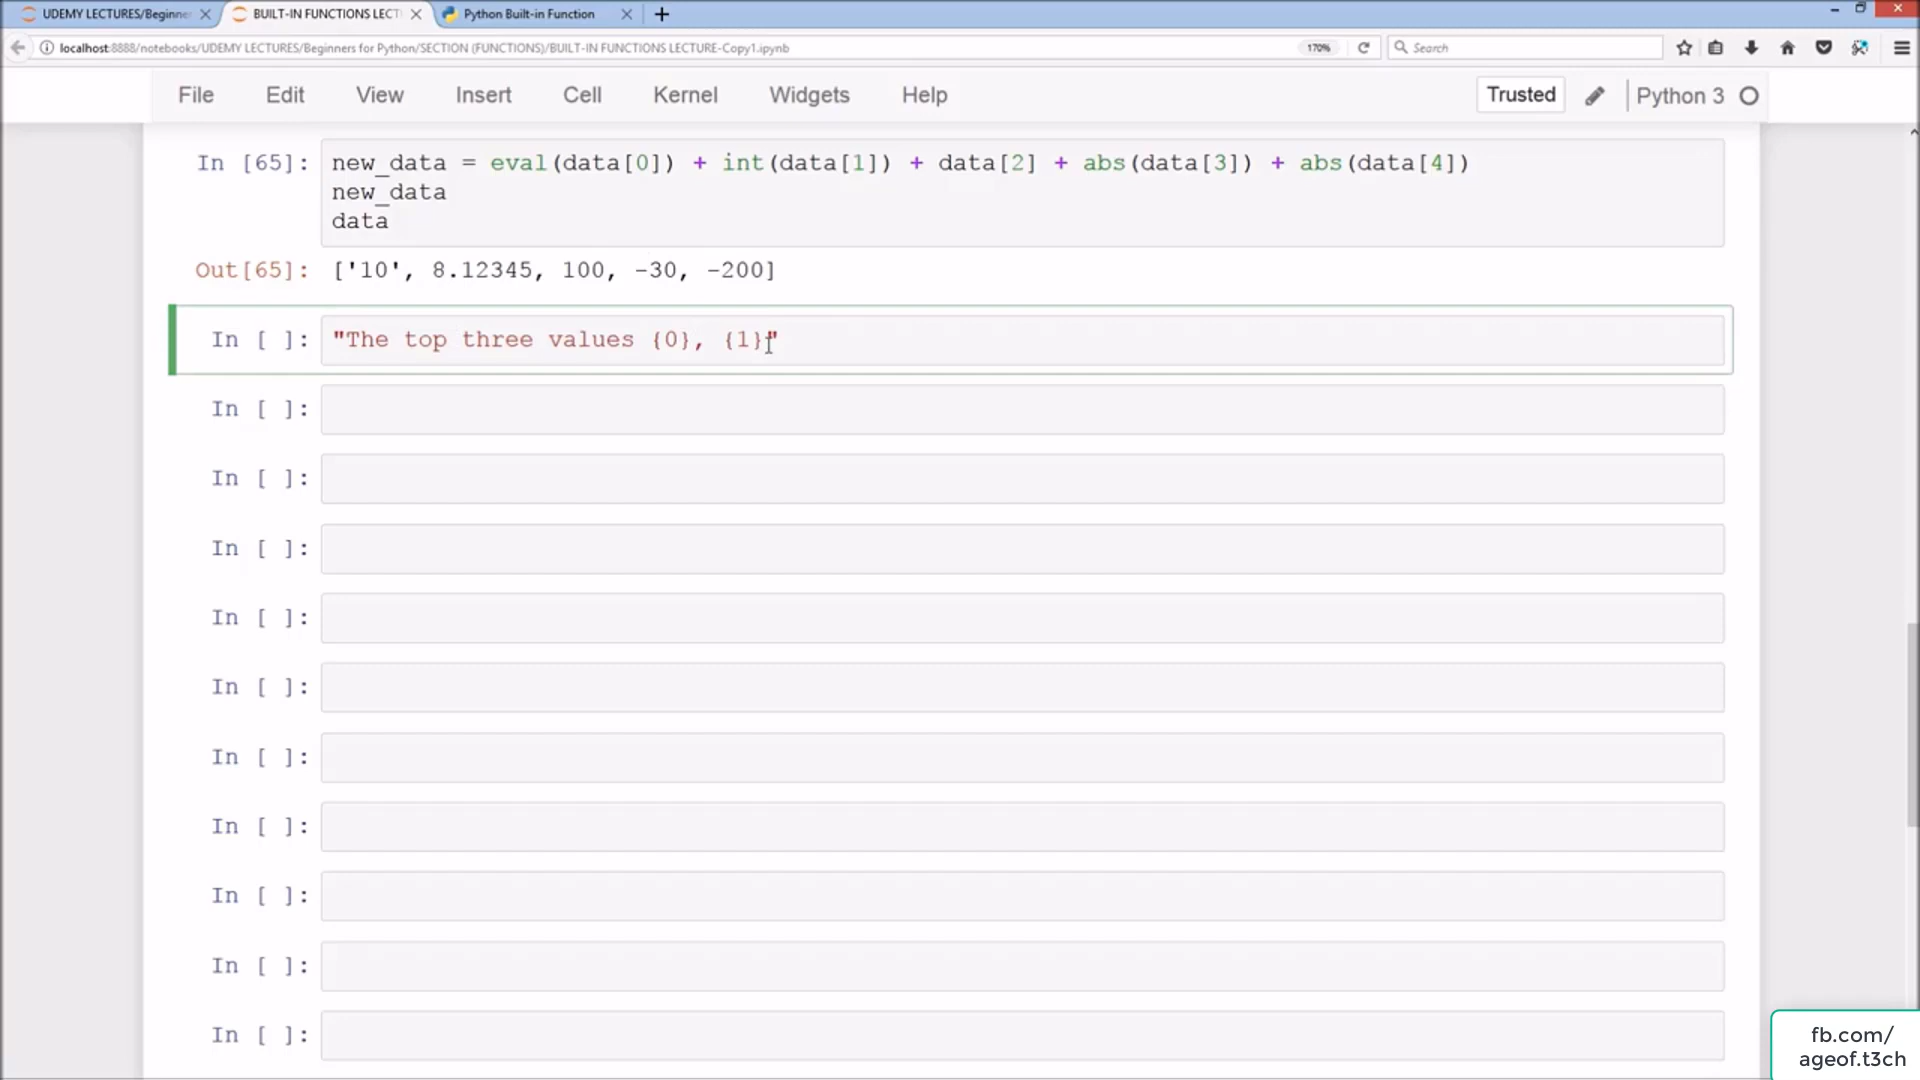 UDEMY LECTURES/Beginne
BUILT-IN FUNCTIONS LECT
Python Built-in Function
localhost:8888/notebooks/UDEMY LECTURES/Beginners for Python/SECTION (FUNCTIONS)/BUILT-IN FUNCTIONS LECTURE-Copy1.ipynb
170%
Search
File Edit View Insert Cell Kernel Widgets Help
Trusted
Python 3
In [65]: new_data = eval(data[0]) + int(data[1]) + data[2] + abs(data[3]) + abs(data[4])
new_data
data
Out[65]: ['10', 8.12345, 100, -30, -200]
In [ ]: "The top three values {0}, {1}"
In [ ]:
In [ ]:
In [ ]:
In [ ]:
In [ ]:
In [ ]:
In [ ]:
In [ ]:
In [ ]:
In [ ]:
fb.com/
ageof.t3ch